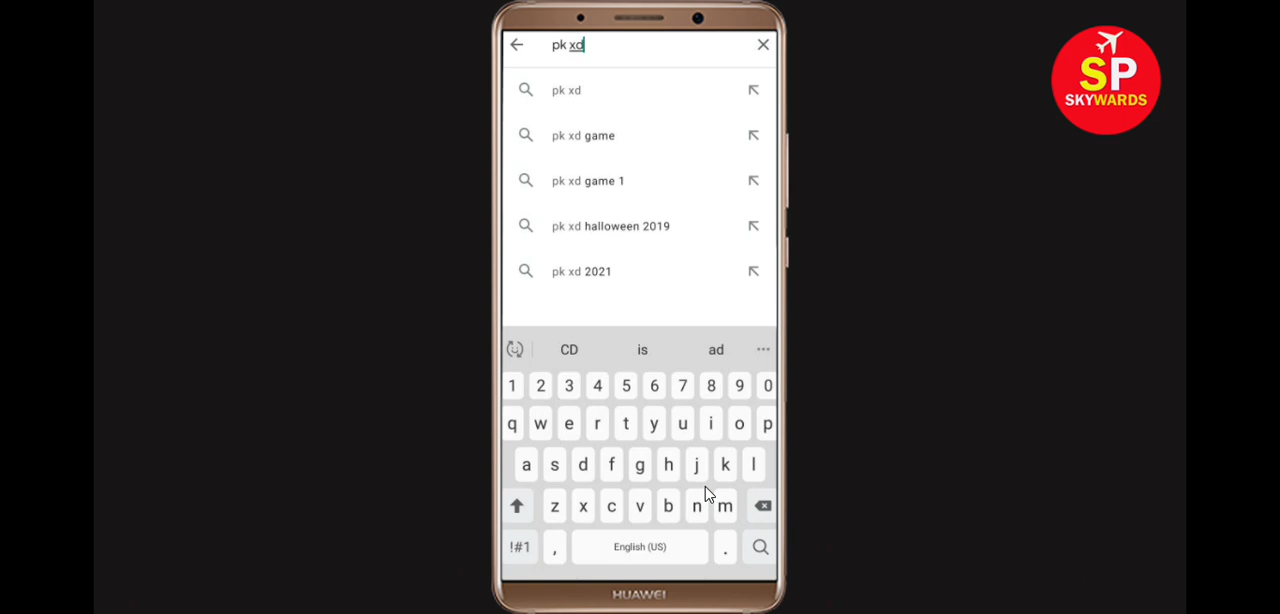 pk xd
SP
SKYWARDS
pk xd
pk xd game
pk xd game 1
pk xd halloween 2019
pk xd 2021
CD is ad
1 2 3 4 5 6 7 8 9 0
q w e r t y u i o p
a s d f g h j k l
z x c v b n m
!#1 , English (US) .
HUAWEI